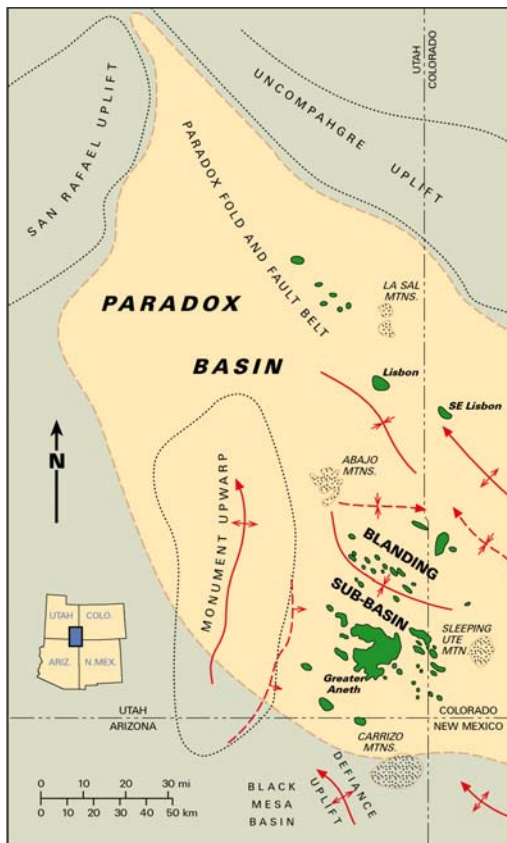 UTAH
COLORADO
SAN RAFAEL UPLIFT
UNCOMPAHGRE UPLIFT
PARADOX FOLD AND FAULT BELT
LA SAL
MTNS.
PARADOX
BASIN
Lisbon
SE Lisbon
N
ABAJO
MTNS.
MONUMENT UPWARP
BLANDING
SUB-BASIN
UTAH
COLO.
ARIZ.
N.MEX.
SLEEPING
UTE
MTN.
Greater
Aneth
UTAH
ARIZONA
COLORADO
NEW MEXICO
CARRIZO
MTNS.
0 10 20 30 mi
0 10 20 30 40 50 km
BLACK
MESA
BASIN
DEFIANCE
UPLIFT